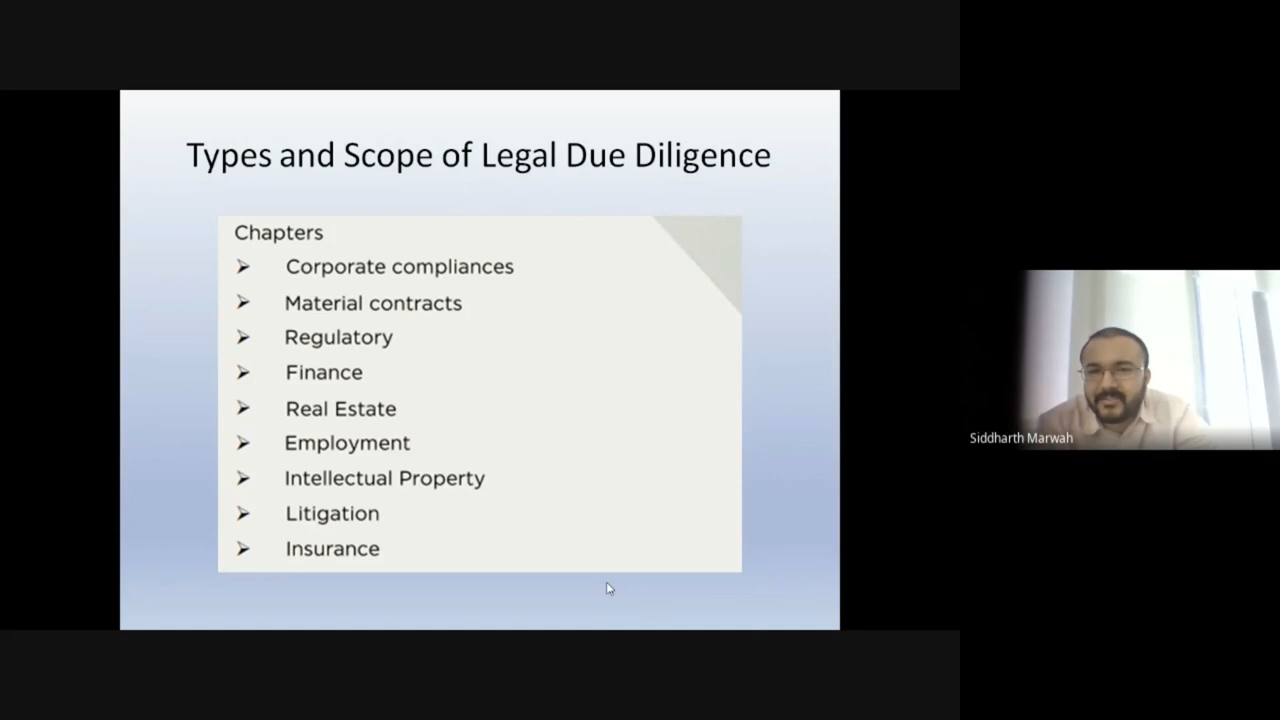 Types and Scope of Legal Due Diligence
Chapters
➢ Corporate compliances
➢ Material contracts
➢ Regulatory
➢ Finance
➢ Real Estate
➢ Employment
➢ Intellectual Property
➢ Litigation
➢ Insurance
Siddharth Marwah